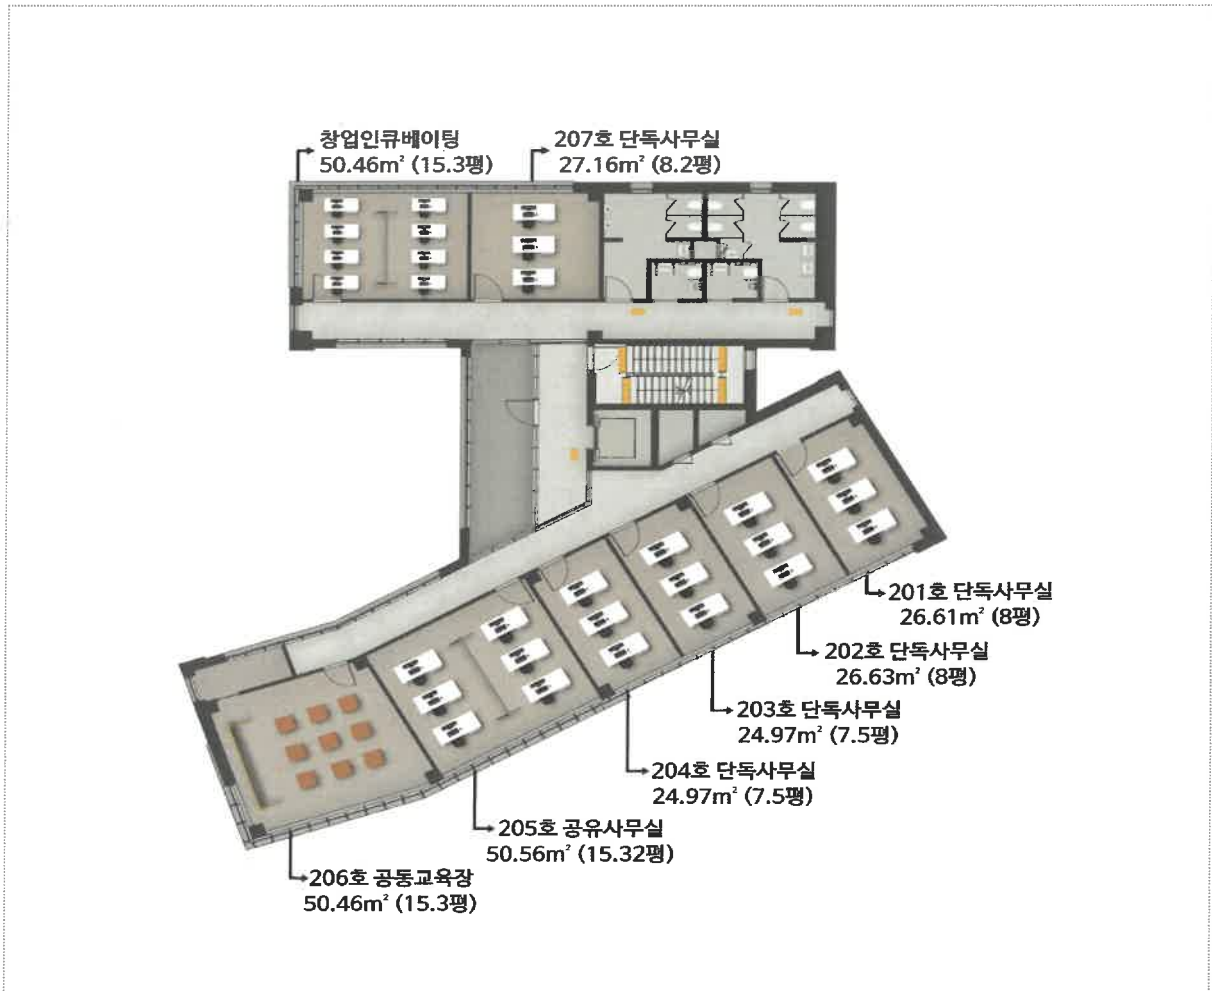 창업인큐베이팅
50.46m² (15.3평)
207호 단독사무실
27.16m² (8.2평)
201호 단독사무실
26.61m² (8평)
202호 단독사무실
26.63m² (8평)
203호 단독사무실
24.97m² (7.5평)
204호 단독사무실
24.97m² (7.5평)
205호 공유사무실
50.56m² (15.32평)
206호 공동교육장
50.46m² (15.3평)